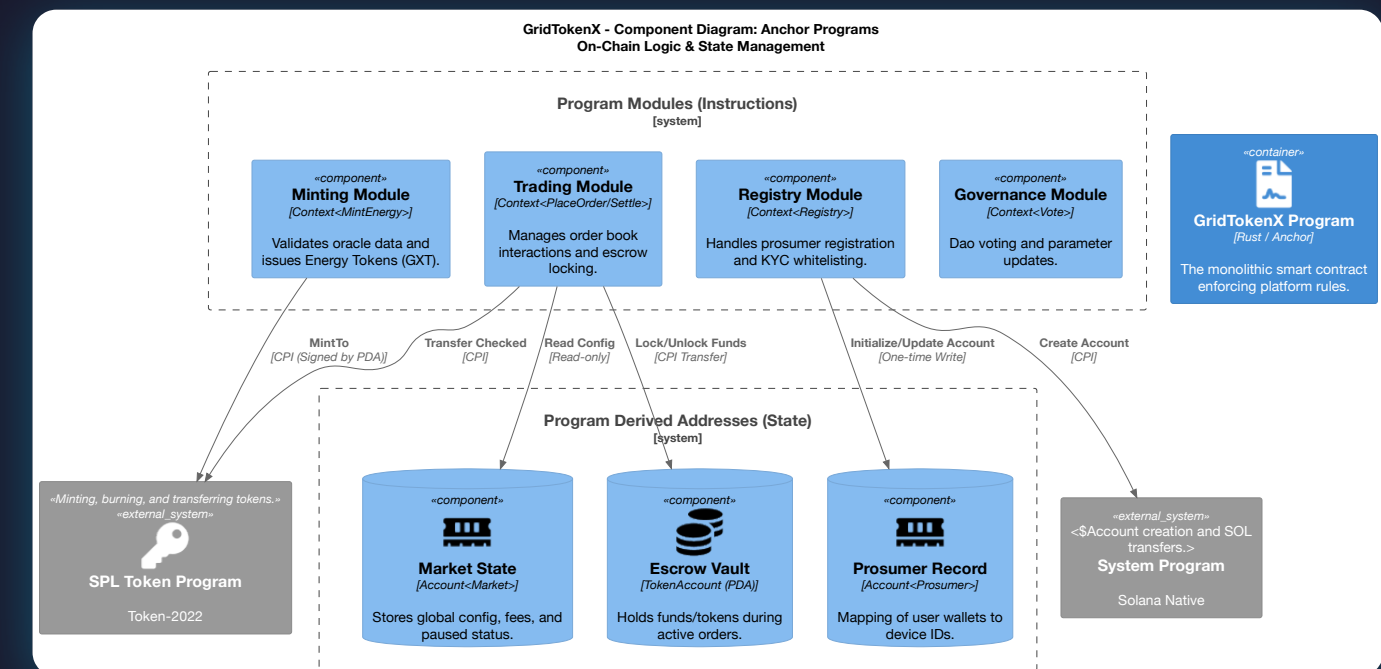 GridTokenX - Component Diagram: Anchor Programs
On-Chain Logic & State Management
Program Modules (Instructions)
[system]
«component»
Minting Module
[Context<MintEnergy>]
Validates oracle data and
issues Energy Tokens (GXT).
«component»
Trading Module
[Context<PlaceOrder/Settle>]
Manages order book
interactions and escrow
locking.
«component»
Registry Module
[Context<Registry>]
Handles prosumer registration
and KYC whitelisting.
«component»
Governance Module
[Context<Vote>]
Dao voting and parameter
updates.
«container»
GridTokenX Program
[Rust / Anchor]
The monolithic smart contract
enforcing platform rules.
MintTo
[CPI (Signed by PDA)]
Transfer Checked
[CPI]
Read Config
[Read-only]
Lock/Unlock Funds
[CPI Transfer]
Initialize/Update Account
[One-time Write]
Create Account
[CPI]
Program Derived Addresses (State)
[system]
«Minting, burning, and transferring tokens.»
«external_system»
SPL Token Program
Token-2022
«component»
Market State
[Account<Market>]
Stores global config, fees, and
paused status.
«component»
Escrow Vault
[TokenAccount (PDA)]
Holds funds/tokens during
active orders.
«component»
Prosumer Record
[Account<Prosumer>]
Mapping of user wallets to
device IDs.
«external_system»
<$Account creation and SOL
transfers.>
System Program
Solana Native